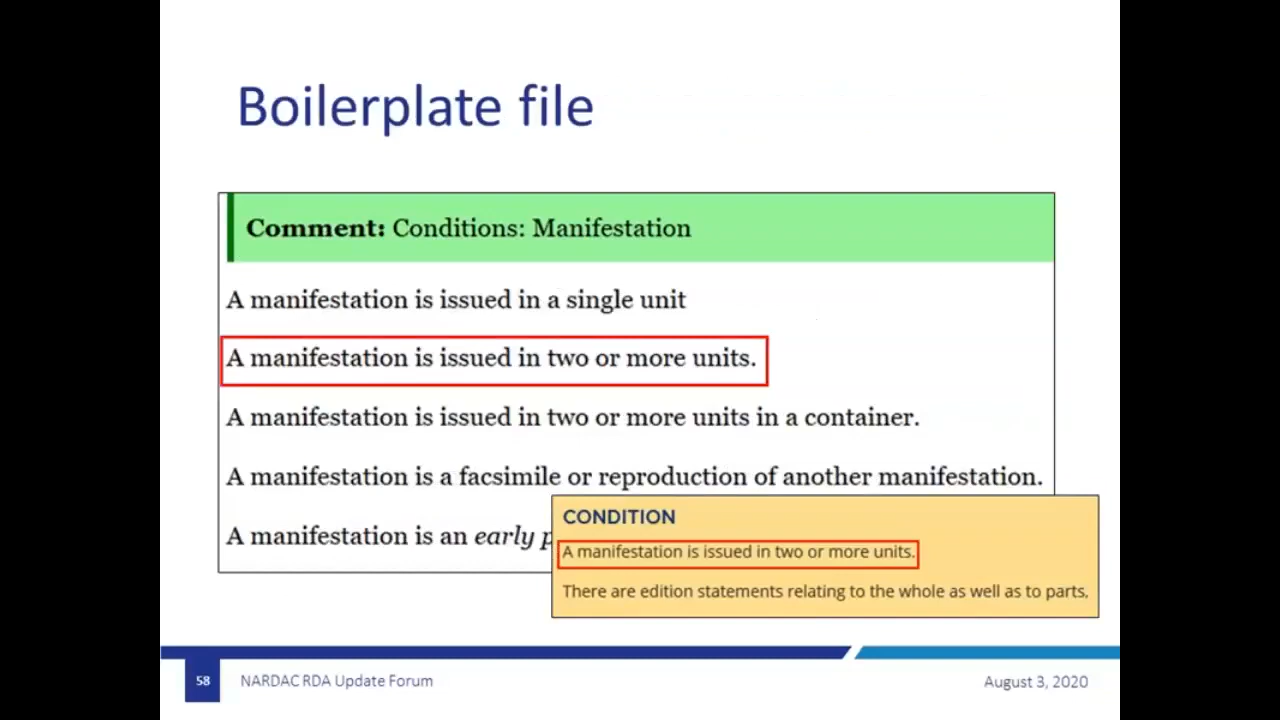 Boilerplate file
Comment: Conditions: Manifestation
A manifestation is issued in a single unit
A manifestation is issued in two or more units.
A manifestation is issued in two or more units in a container.
A manifestation is a facsimile or reproduction of another manifestation.
A manifestation is an early
CONDITION
A manifestation is issued in two or more units.
There are edition statements relating to the whole as well as to parts.
58
NARDAC RDA Update Forum
August 3, 2020